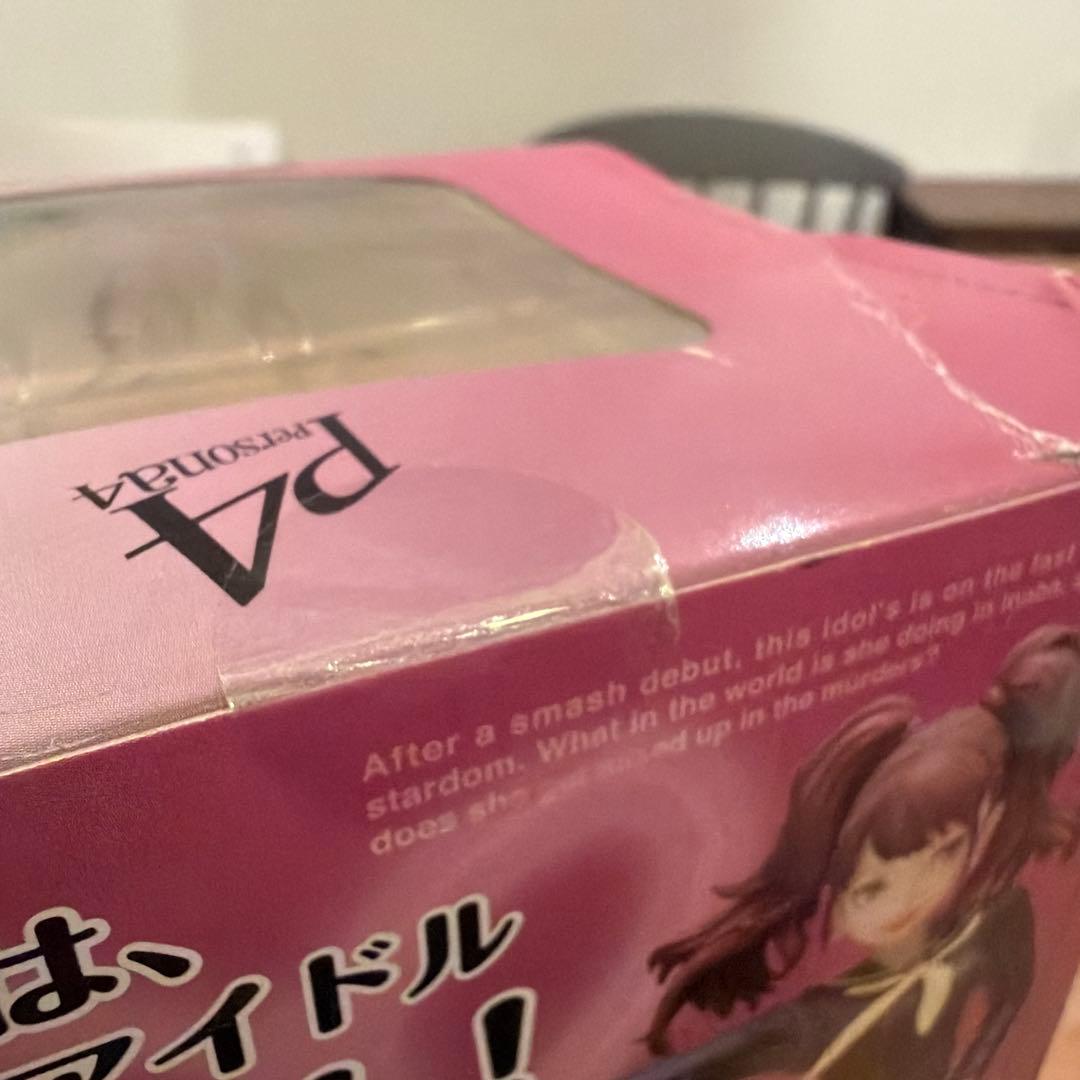 P4
Persona4
After a smash debut, this idol's is on the fast
stardom. What in the world is she doing in Inaba,
does she get mixed up in the murders?
は、
アイドル
！